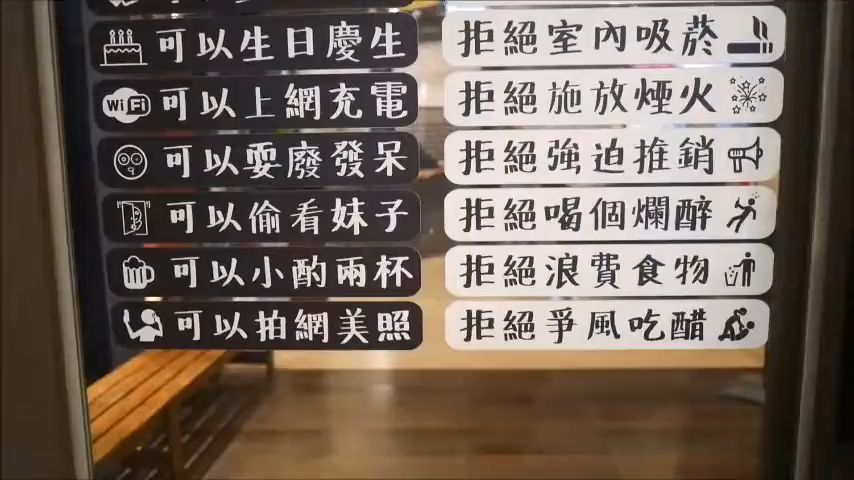 可以生日慶生
WiFi 可以上網充電
可以耍廢發呆
可以偷看妹子
可以小酌兩杯
可以拍網美照
拒絕室內吸菸
拒絕施放煙火
拒絕強迫推銷
拒絕喝個爛醉
拒絕浪費食物
拒絕爭風吃醋